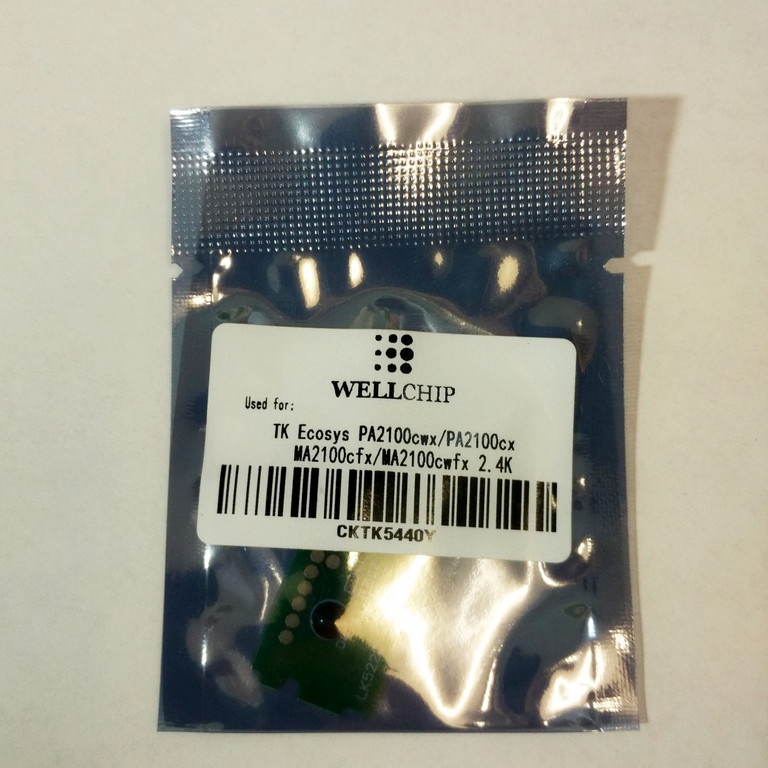 WELLCHIP
Used for:
TK Ecosys PA2100cwx/PA2100cx
MA2100cfx/MA2100cwfx 2.4K
CKTK5440Y